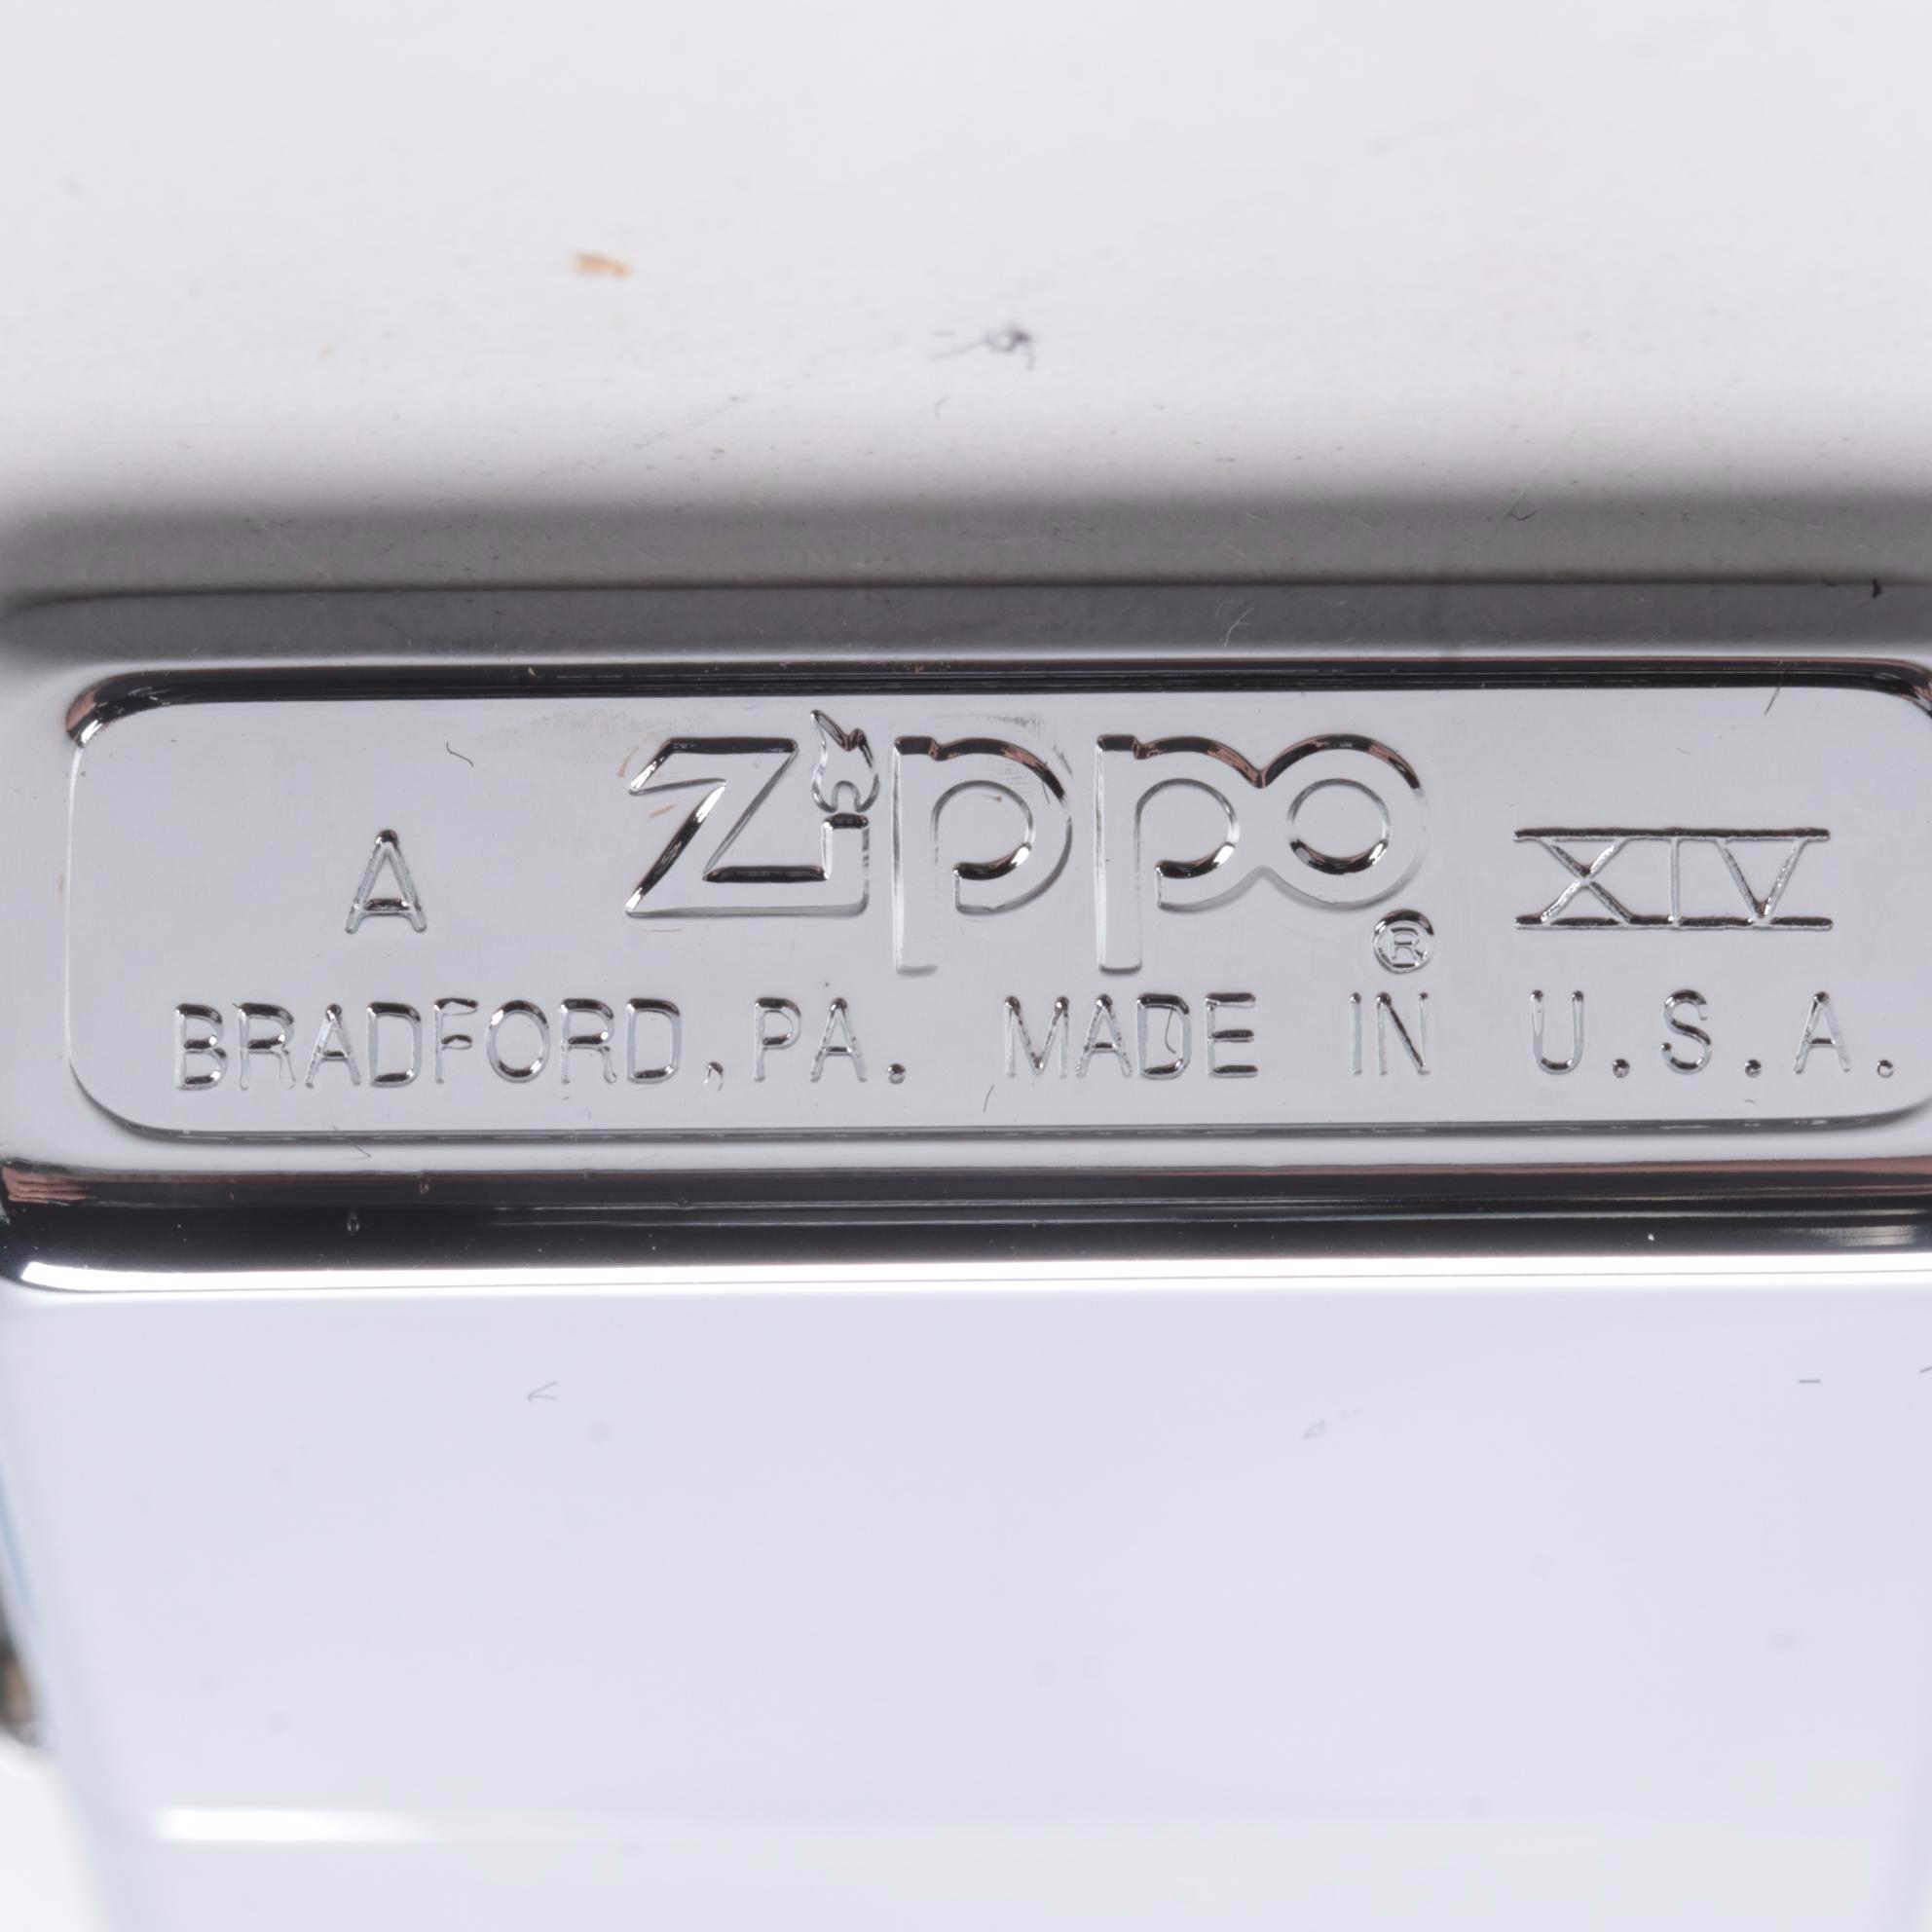 A Zippo® XIV
BRADFORD, PA. MADE IN U.S.A.